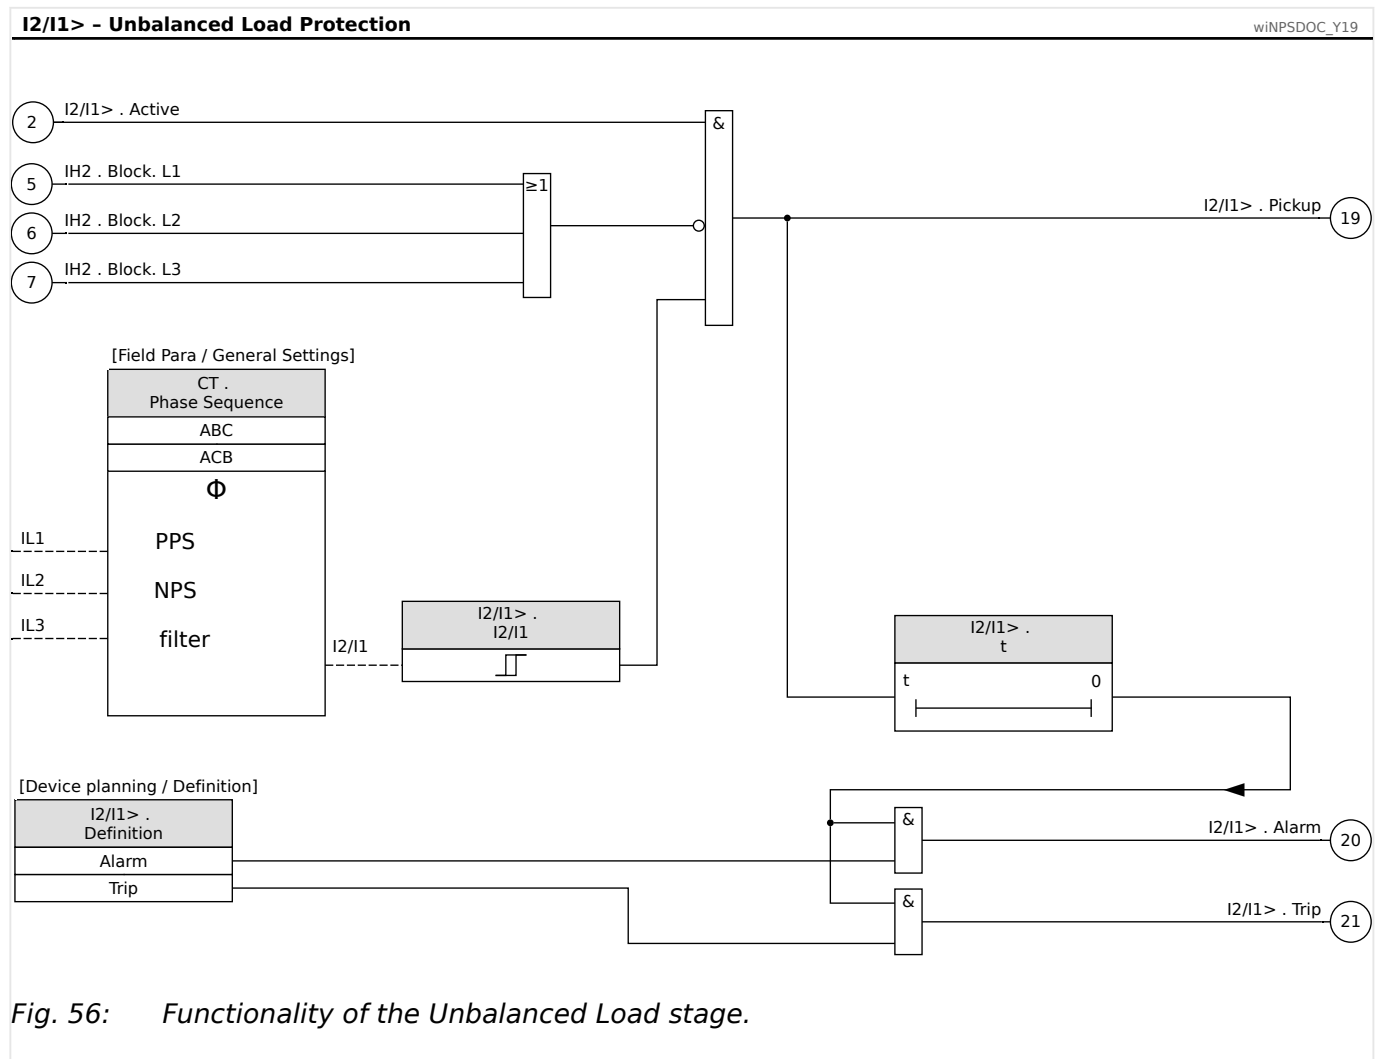 I2/I1> – Unbalanced Load Protection
wiNPSDOC_Y19
2
I2/I1> . Active
&
5
IH2 . Block. L1
≥1
6
IH2 . Block. L2
7
IH2 . Block. L3
I2/I1> . Pickup
19
[Field Para / General Settings]
CT .
Phase Sequence
ABC
ACB
Φ
IL1
PPS
IL2
NPS
IL3
filter
I2/I1
I2/I1> .
I2/I1
I2/I1> .
t
t
0
[Device planning / Definition]
I2/I1> .
Definition
Alarm
Trip
&
I2/I1> . Alarm
20
&
I2/I1> . Trip
21
Fig. 56: Functionality of the Unbalanced Load stage.